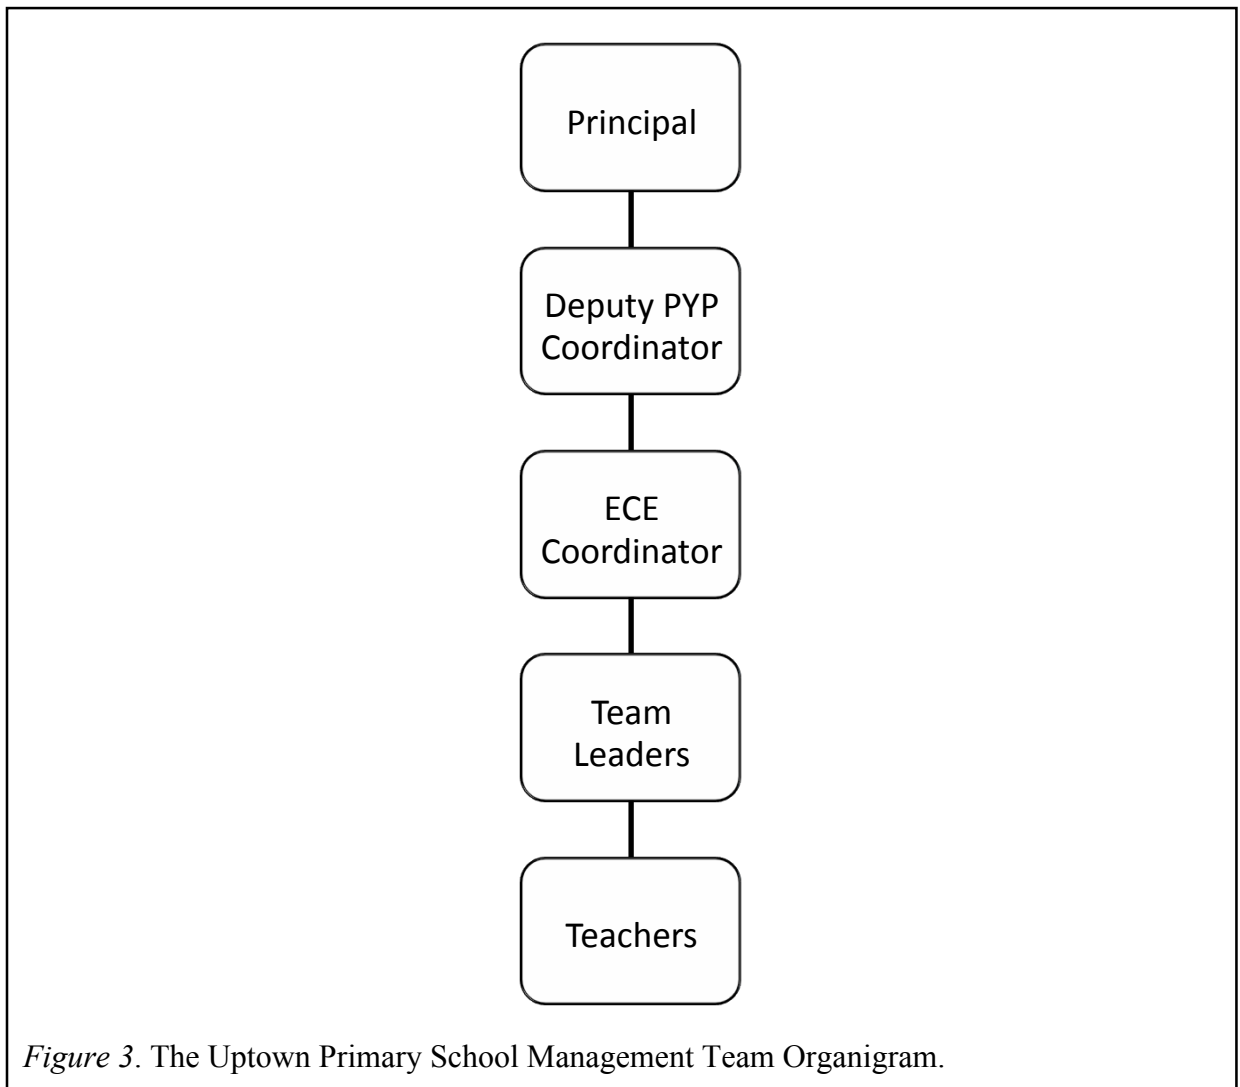 Principal
Deputy PYP
Coordinator
ECE
Coordinator
Team
Leaders
Teachers
Figure 3. The Uptown Primary School Management Team Organigram.